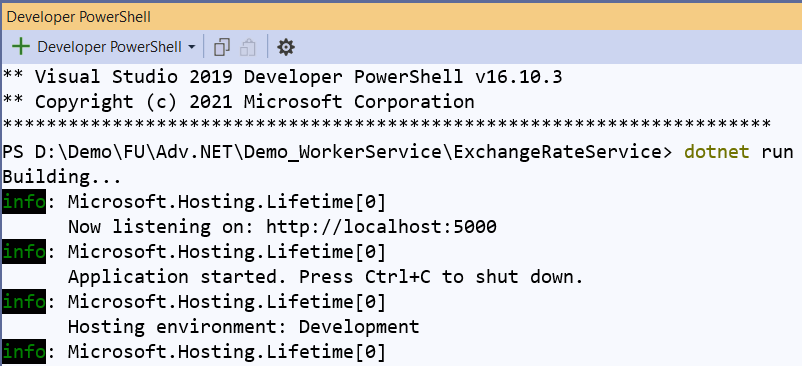 Developer PowerShell
Developer PowerShell
** Visual Studio 2019 Developer PowerShell v16.10.3
** Copyright (c) 2021 Microsoft Corporation
**********************************************************************
PS D:\Demo\FU\Adv.NET\Demo_WorkerService\ExchangeRateService> dotnet run
Building...
info: Microsoft.Hosting.Lifetime[0]
Now listening on: http://localhost:5000
info: Microsoft.Hosting.Lifetime[0]
Application started. Press Ctrl+C to shut down.
info: Microsoft.Hosting.Lifetime[0]
Hosting environment: Development
info: Microsoft.Hosting.Lifetime[0]